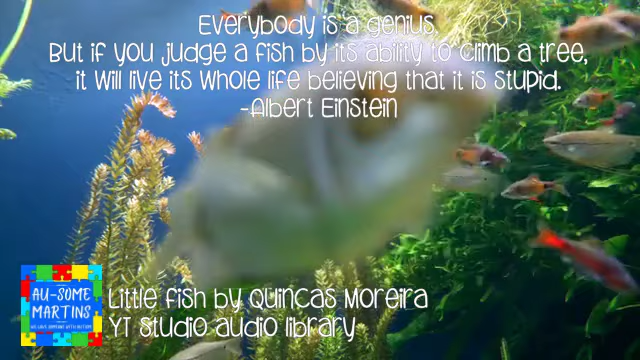 Everybody is a genius.
But if you judge a fish by its ability to climb a tree,
it will live its whole life believing that it is stupid.
-Albert Einstein
AU-SOME
MARTINS
Little fish by Quincas Moreira
YT Studio audio library